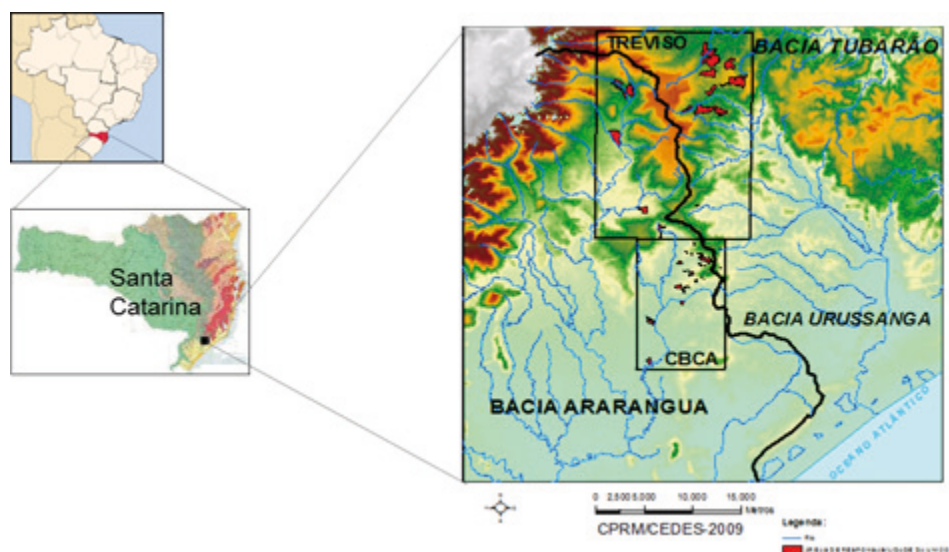 TREVISO
BACIA TUBARÃO
Santa
Catarina
BACIA URUSSANGA
CBCA
BACIA ARARANGUA
OCEANO ATLÂNTICO
0 2.500 5.000 10.000 15.000
Metros
CPRM/CEDES-2009
Legenda:
Rio